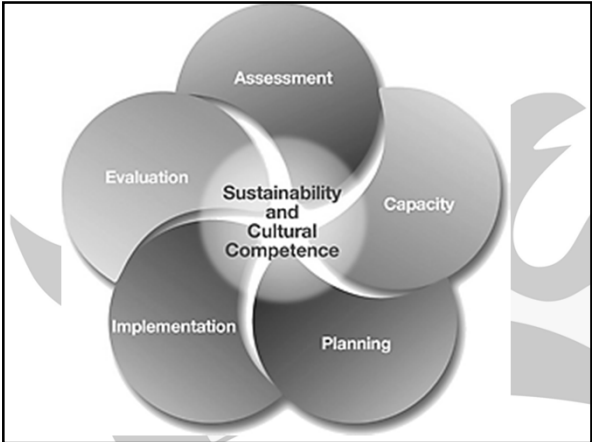 Assessment
Capacity
Planning
Implementation
Evaluation
Sustainability
and
Cultural
Competence